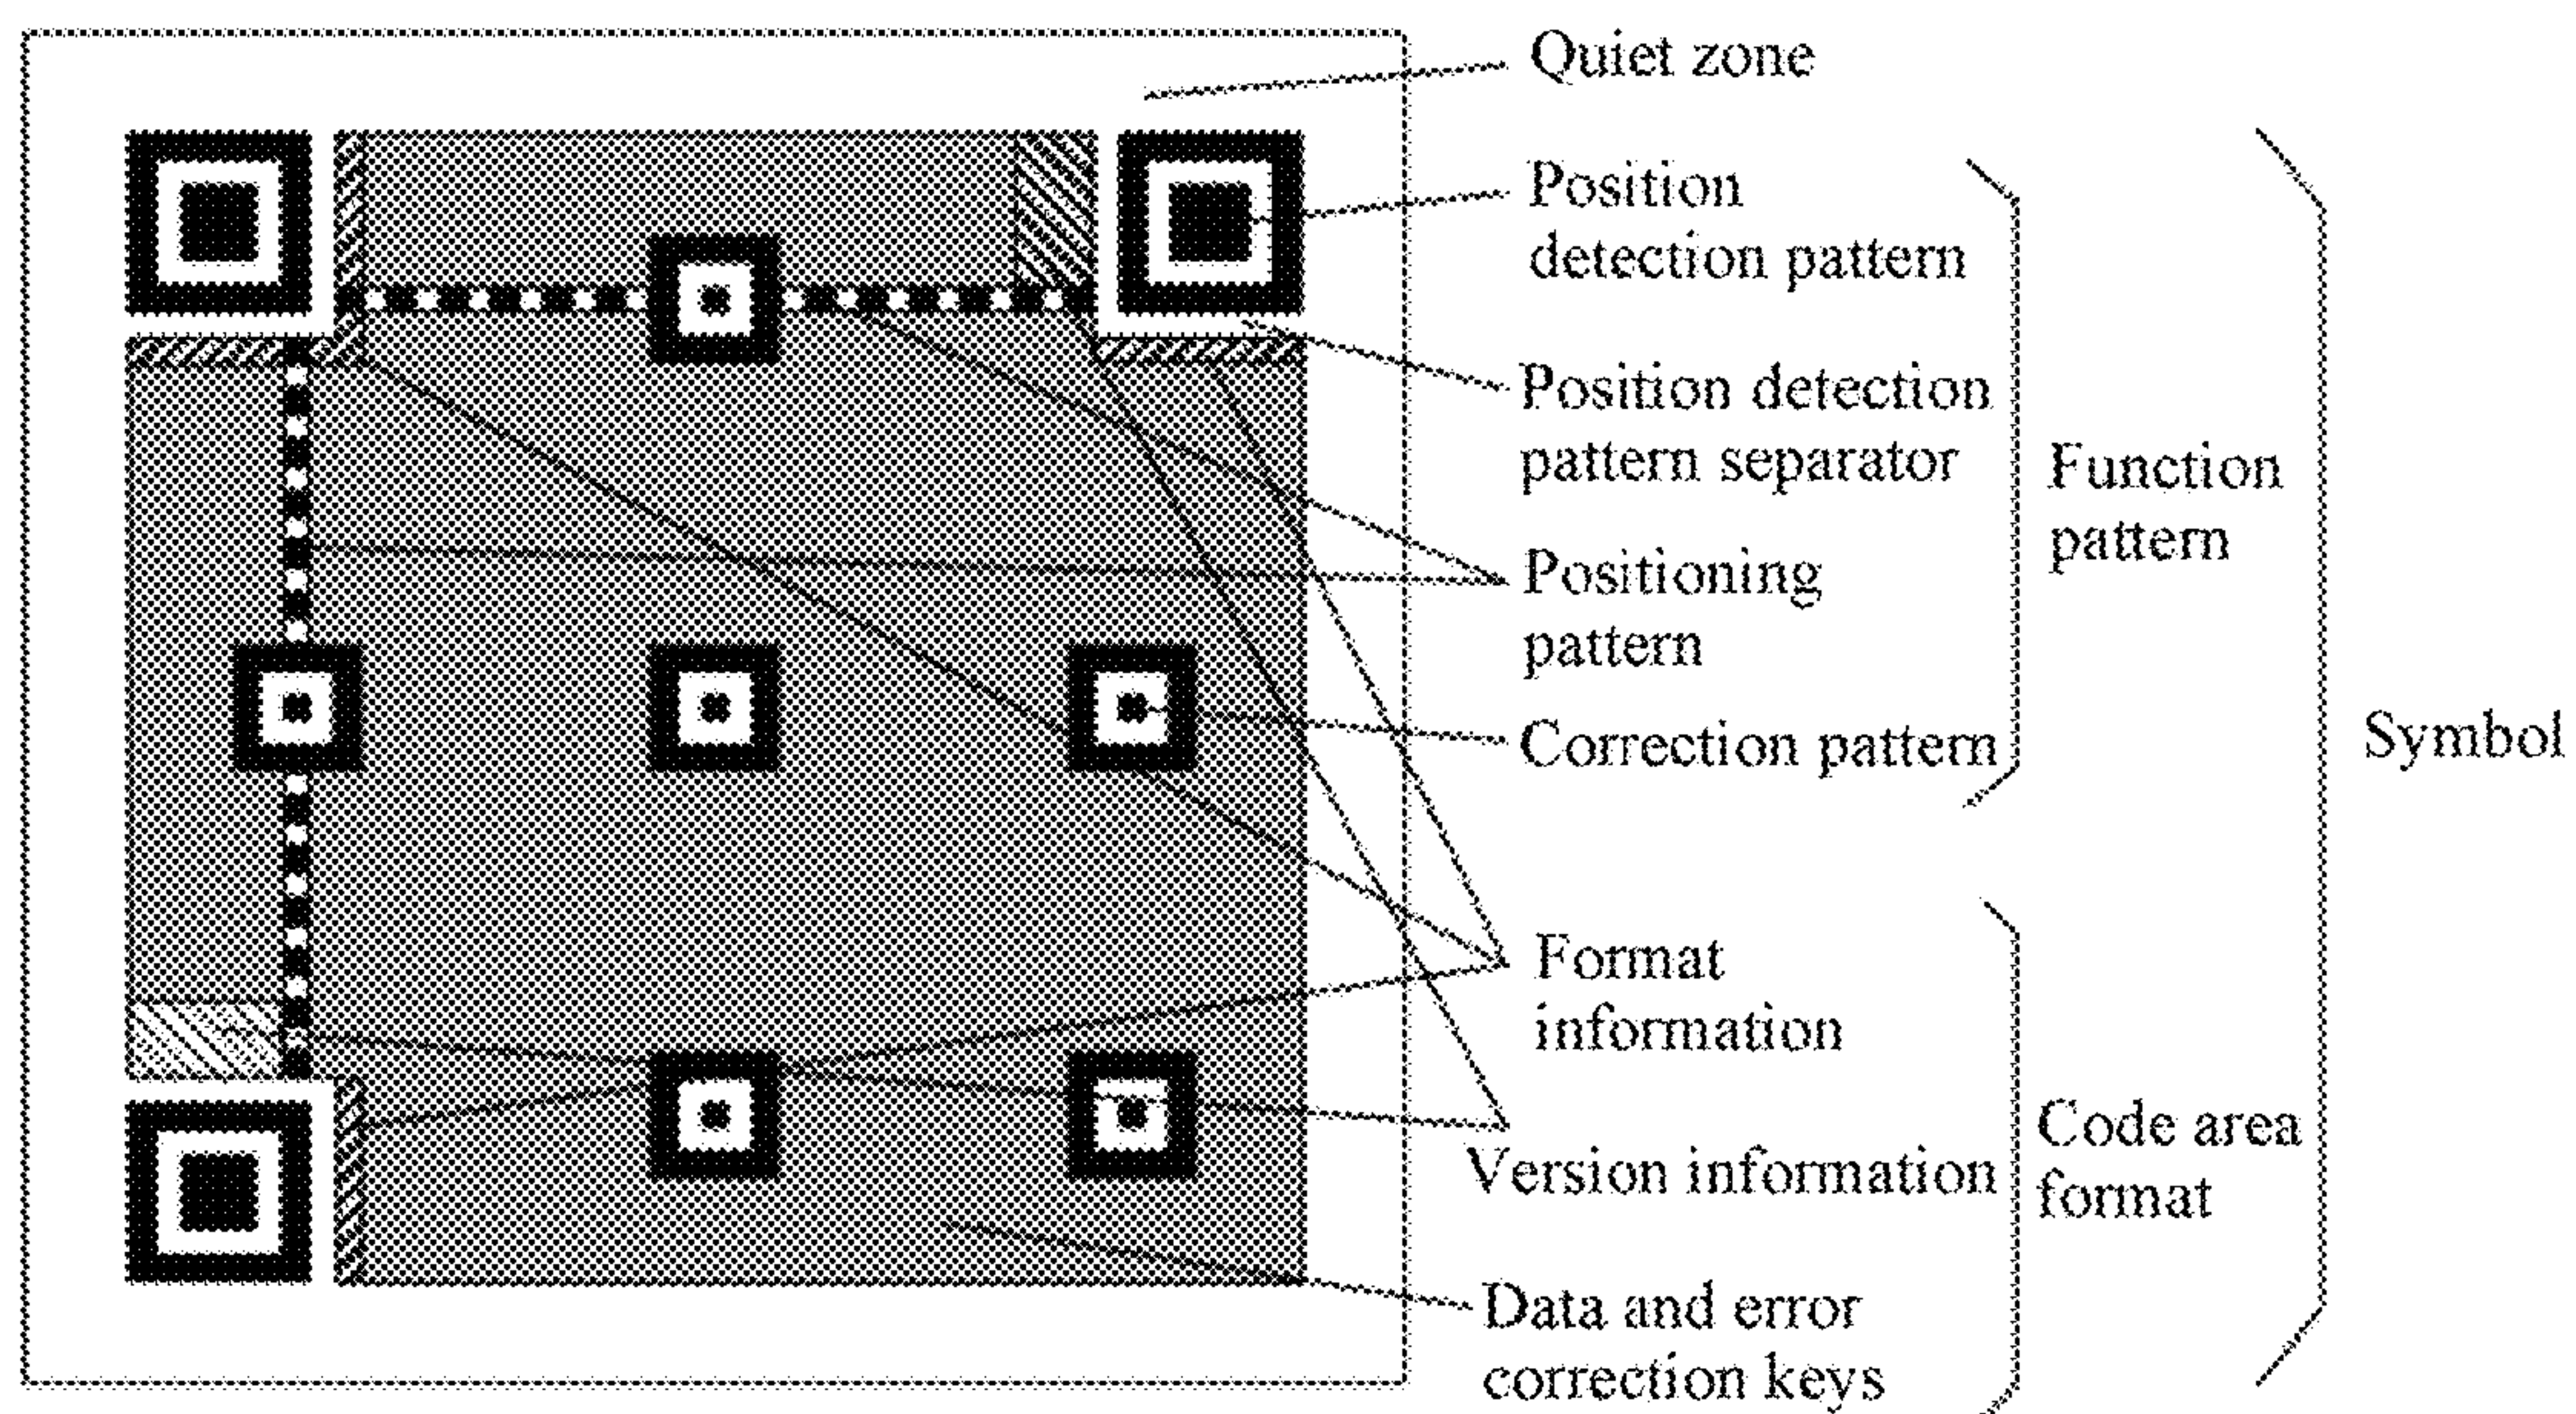 Quiet zone
Position
detection pattern
Position detection
pattern separator
Positioning
pattern
Correction pattern
Function
pattern
Format
information
Version information
Data and error
correction keys
Code area
format
Symbol